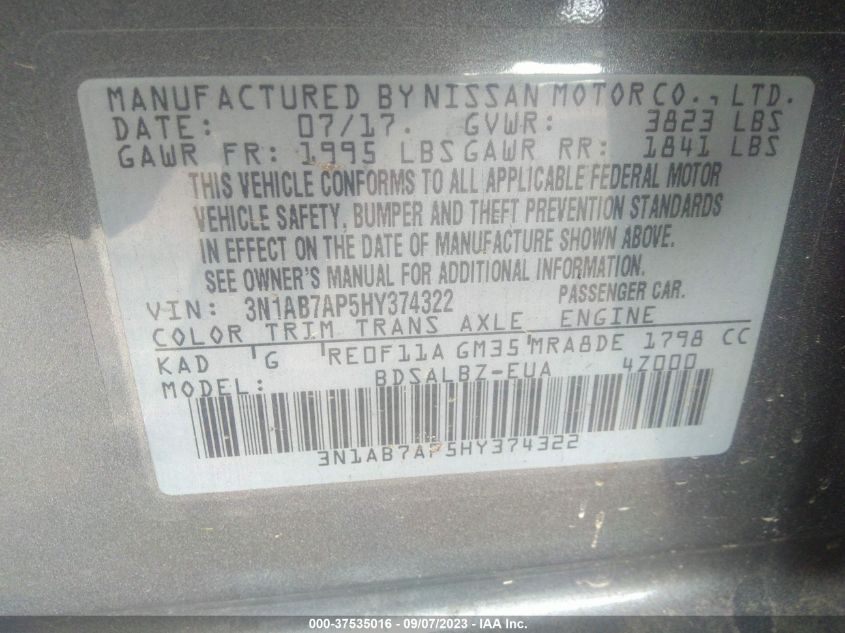 MANUFACTURED BY NISSAN MOTOR CO., LTD.
DATE: 07/17. GVWR: 3823 LBS
GAWR FR: 1995 LBS GAWR RR: 1841 LBS
THIS VEHICLE CONFORMS TO ALL APPLICABLE FEDERAL MOTOR
VEHICLE SAFETY, BUMPER AND THEFT PREVENTION STANDARDS
IN EFFECT ON THE DATE OF MANUFACTURE SHOWN ABOVE.
SEE OWNER'S MANUAL FOR ADDITIONAL INFORMATION.
VIN: 3N1AB7AP5HY374322 PASSENGER CAR.
COLOR TRIM TRANS AXLE ENGINE
KAD G RE0F11A GM35 MRA8DE 1798 CC
MODEL: BDSALBZ-EUA 4Z000
3N1AB7AP5HY374322
000-37535016 - 09/07/2023 - IAA Inc.